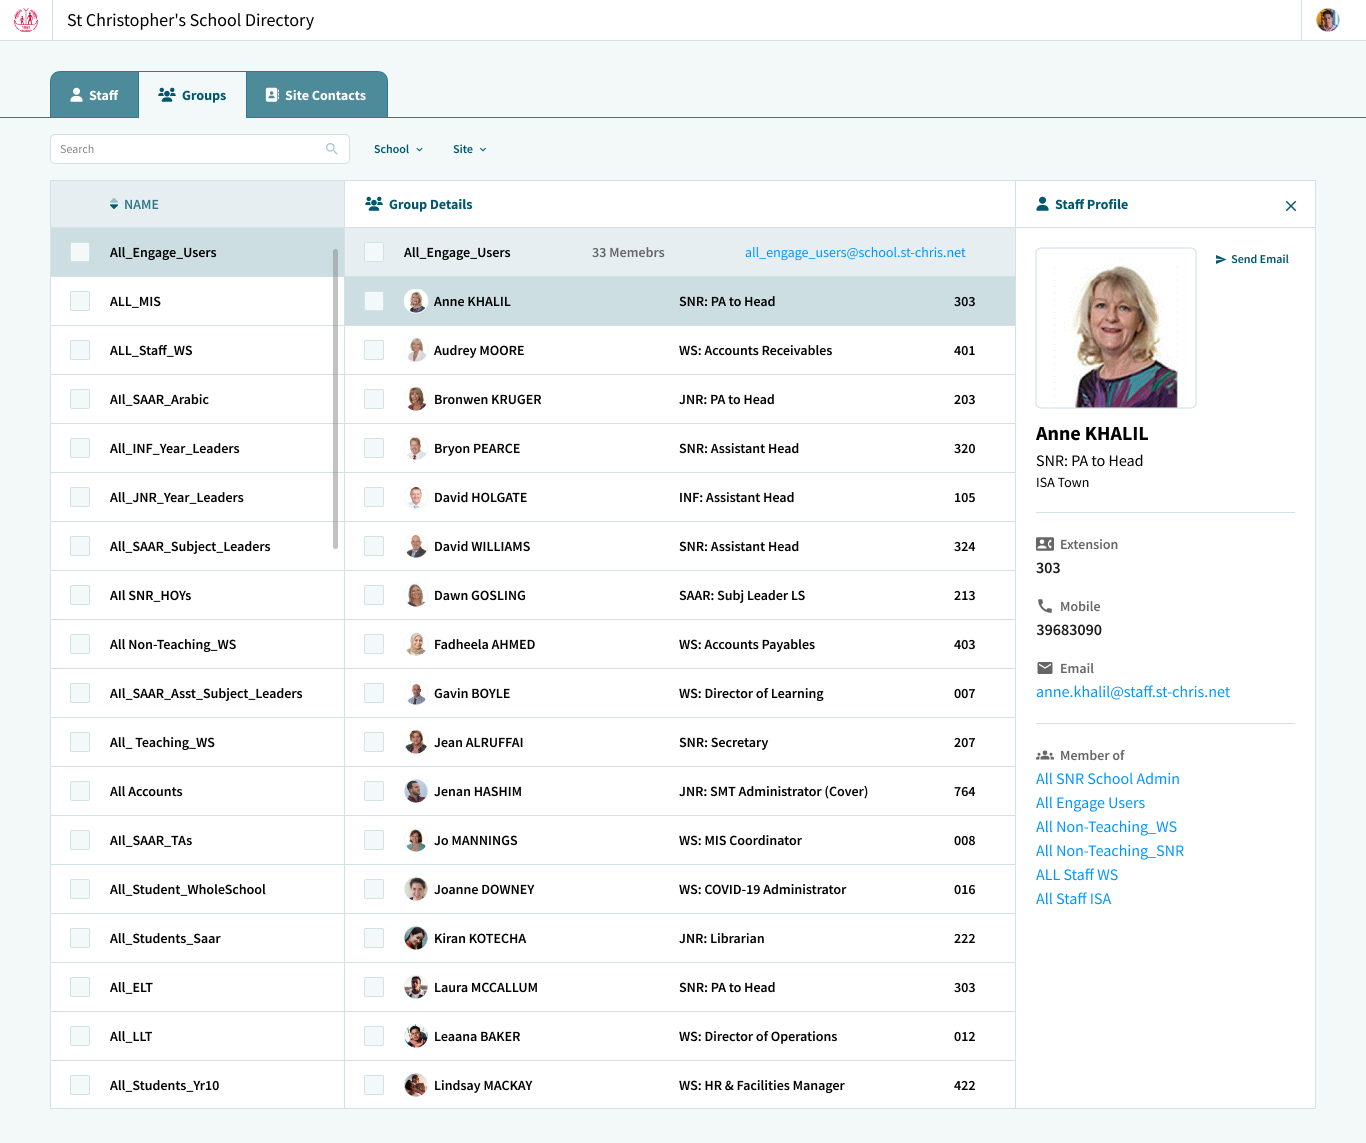 St Christopher's School Directory
Staff
Groups
Site Contacts
Search
School
Site
NAME
All_Engage_Users
ALL_MIS
ALL_Staff_WS
AIl_SAAR_Arabic
All_INF_Year_Leaders
All_JNR_Year_Leaders
All_SAAR_Subject_Leaders
AIl SNR_HOYs
All Non-Teaching_WS
AIl_SAAR_Asst_Subject_Leaders
All_ Teaching_WS
All Accounts
AIl_SAAR_TAs
All_Student_WholeSchool
All_Students_Saar
All_ELT
All_LLT
All_Students_Yr10
Group Details
All_Engage_Users 33 Memebrs all_engage_users@school.st-chris.net
Anne KHALIL SNR: PA to Head 303
Audrey MOORE WS: Accounts Receivables 401
Bronwen KRUGER JNR: PA to Head 203
Bryon PEARCE SNR: Assistant Head 320
David HOLGATE INF: Assistant Head 105
David WILLIAMS SNR: Assistant Head 324
Dawn GOSLING SAAR: Subj Leader LS 213
Fadheela AHMED WS: Accounts Payables 403
Gavin BOYLE WS: Director of Learning 007
Jean ALRUFFAI SNR: Secretary 207
Jenan HASHIM JNR: SMT Administrator (Cover) 764
Jo MANNINGS WS: MIS Coordinator 008
Joanne DOWNEY WS: COVID-19 Administrator 016
Kiran KOTECHA JNR: Librarian 222
Laura MCCALLUM SNR: PA to Head 303
Leaana BAKER WS: Director of Operations 012
Lindsay MACKAY WS: HR & Facilities Manager 422
Staff Profile
Send Email
Anne KHALIL
SNR: PA to Head
ISA Town
Extension
303
Mobile
39683090
Email
anne.khalil@staff.st-chris.net
Member of
All SNR School Admin
All Engage Users
All Non-Teaching_WS
All Non-Teaching_SNR
ALL Staff WS
All Staff ISA